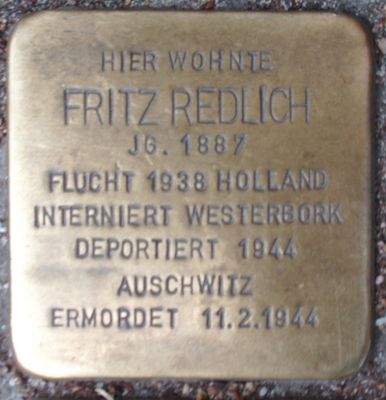 HIER WOHNTE
FRITZ REDLICH
JG. 1887
FLUCHT 1938 HOLLAND
INTERNIERT WESTERBORK
DEPORTIERT 1944
AUSCHWITZ
ERMORDET 11.2.1944